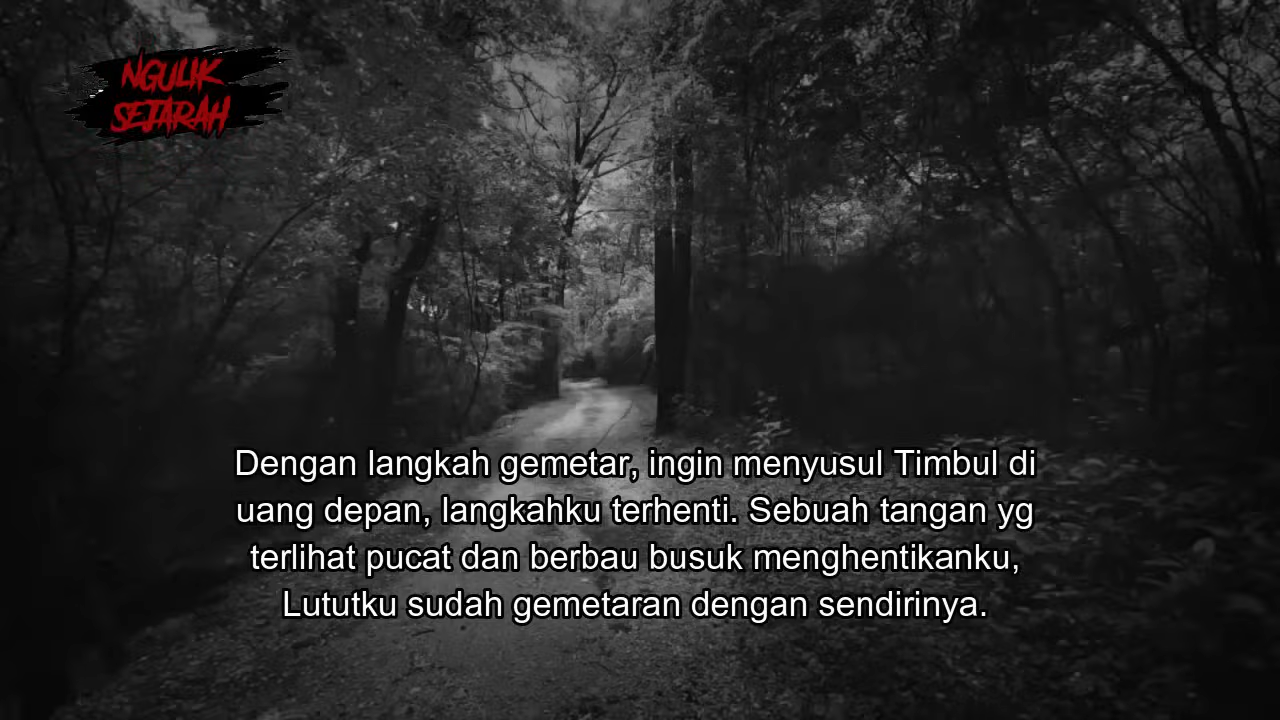 NGULIK
SEJARAH
Dengan langkah gemetar, ingin menyusul Timbul di
uang depan, langkahku terhenti. Sebuah tangan yg
terlihat pucat dan berbau busuk menghentikanku,
Lututku sudah gemetaran dengan sendirinya.